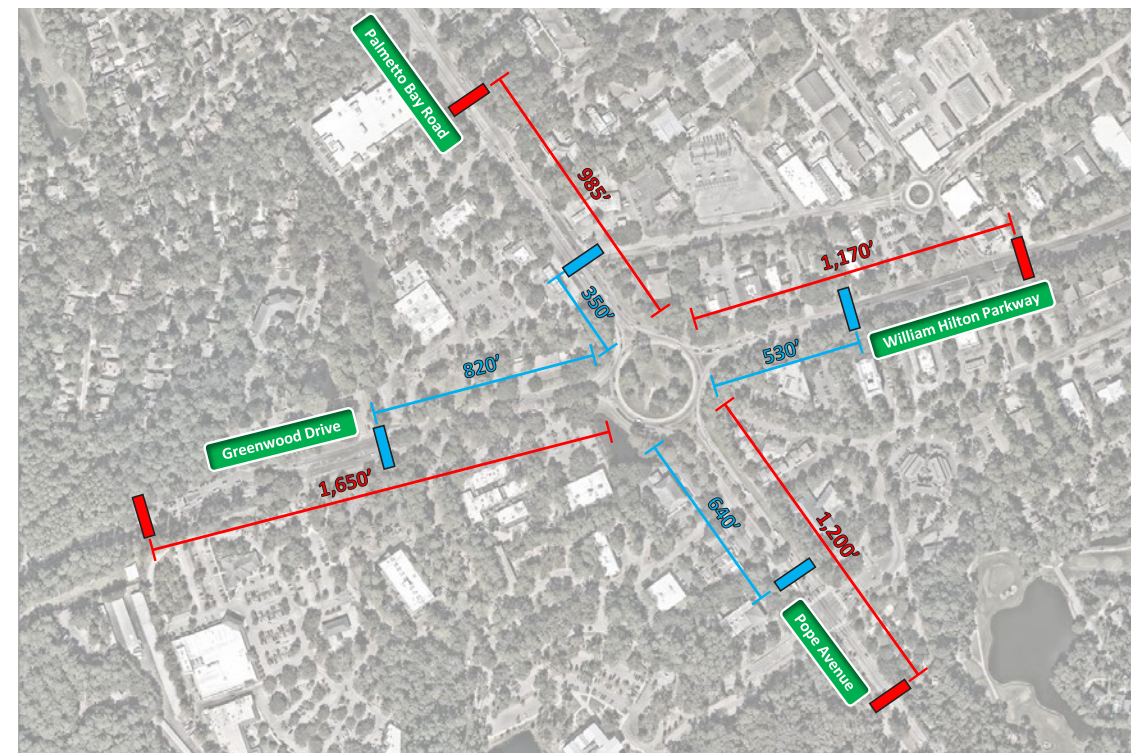 Palmetto Bay Road
985’
1,170’
350’
William Hilton Parkway
530’
820’
Greenwood Drive
1,650’
640’
1,200’
Pope Avenue